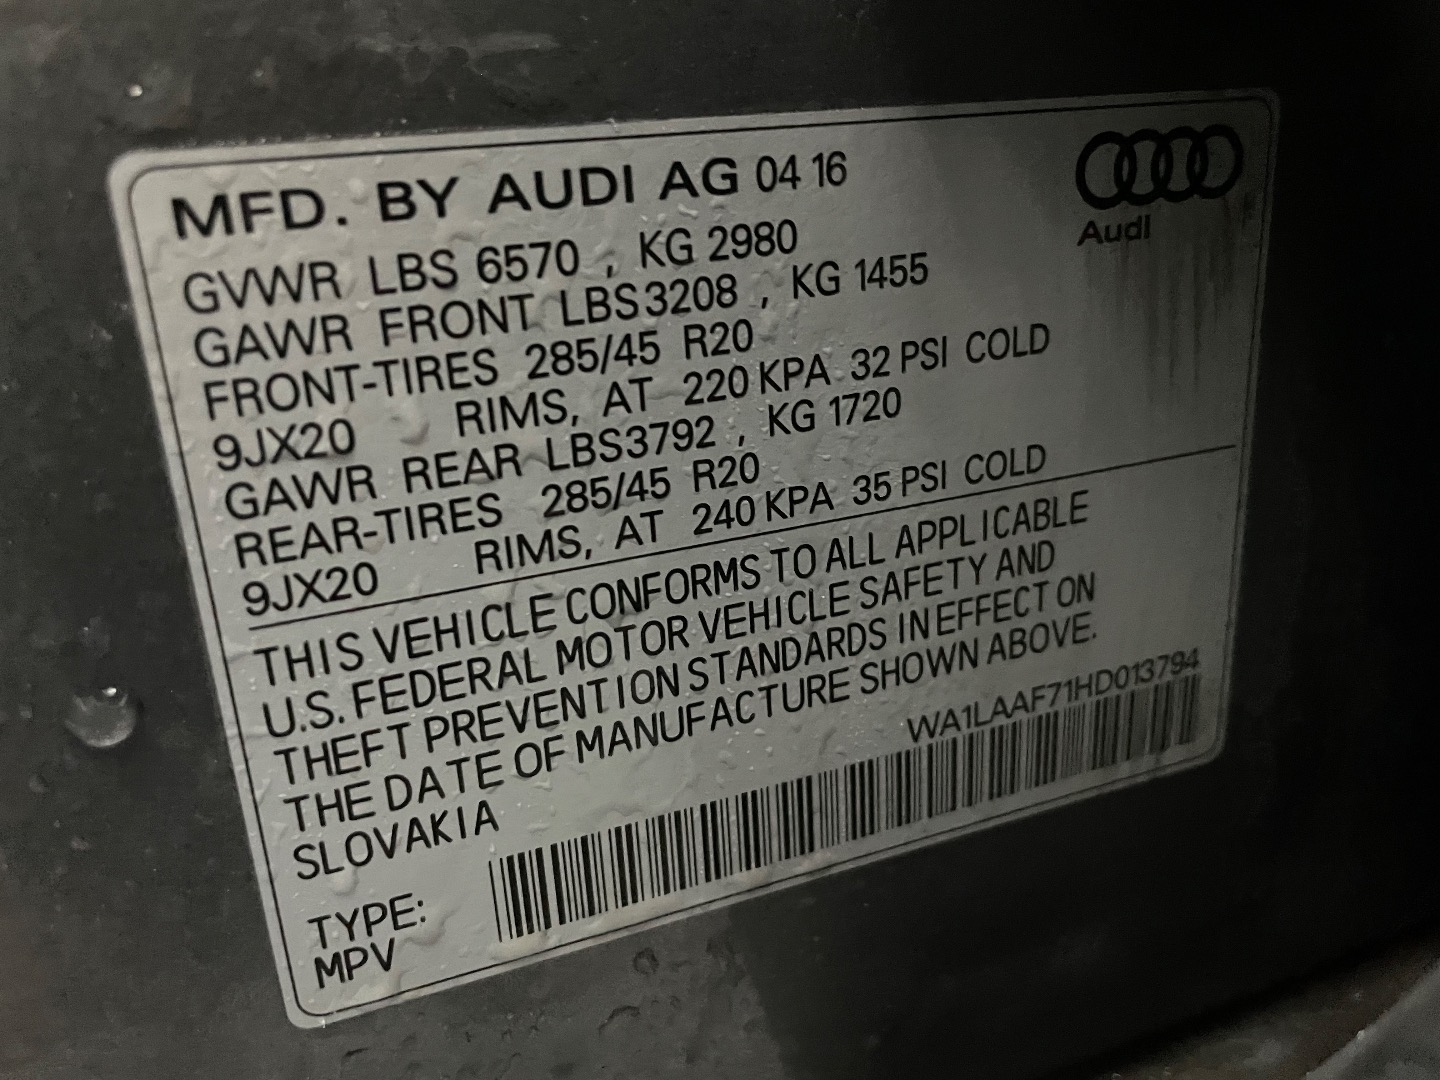 MFD. BY AUDI AG 04 16
Audi
GVWR LBS 6570 , KG 2980
GAWR FRONT LBS3208 , KG 1455
FRONT-TIRES 285/45 R20
9JX20 RIMS, AT 220 KPA 32 PSI COLD
GAWR REAR LBS3792 , KG 1720
REAR-TIRES 285/45 R20
9JX20 RIMS, AT 240 KPA 35 PSI COLD
THIS VEHICLE CONFORMS TO ALL APPLICABLE
U.S. FEDERAL MOTOR VEHICLE SAFETY AND
THEFT PREVENTION STANDARDS IN EFFECT ON
THE DATE OF MANUFACTURE SHOWN ABOVE.
SLOVAKIA
WA1LAAF71HD013794
TYPE:
MPV